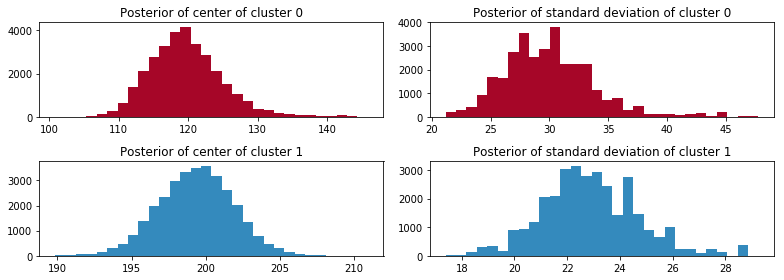 Posterior of center of cluster 0
4000
2000
0
100 110 120 130 140
Posterior of standard deviation of cluster 0
4000
3000
2000
1000
0
20 25 30 35 40 45
Posterior of center of cluster 1
3000
2000
1000
0
190 195 200 205 210
Posterior of standard deviation of cluster 1
3000
2000
1000
0
18 20 22 24 26 28